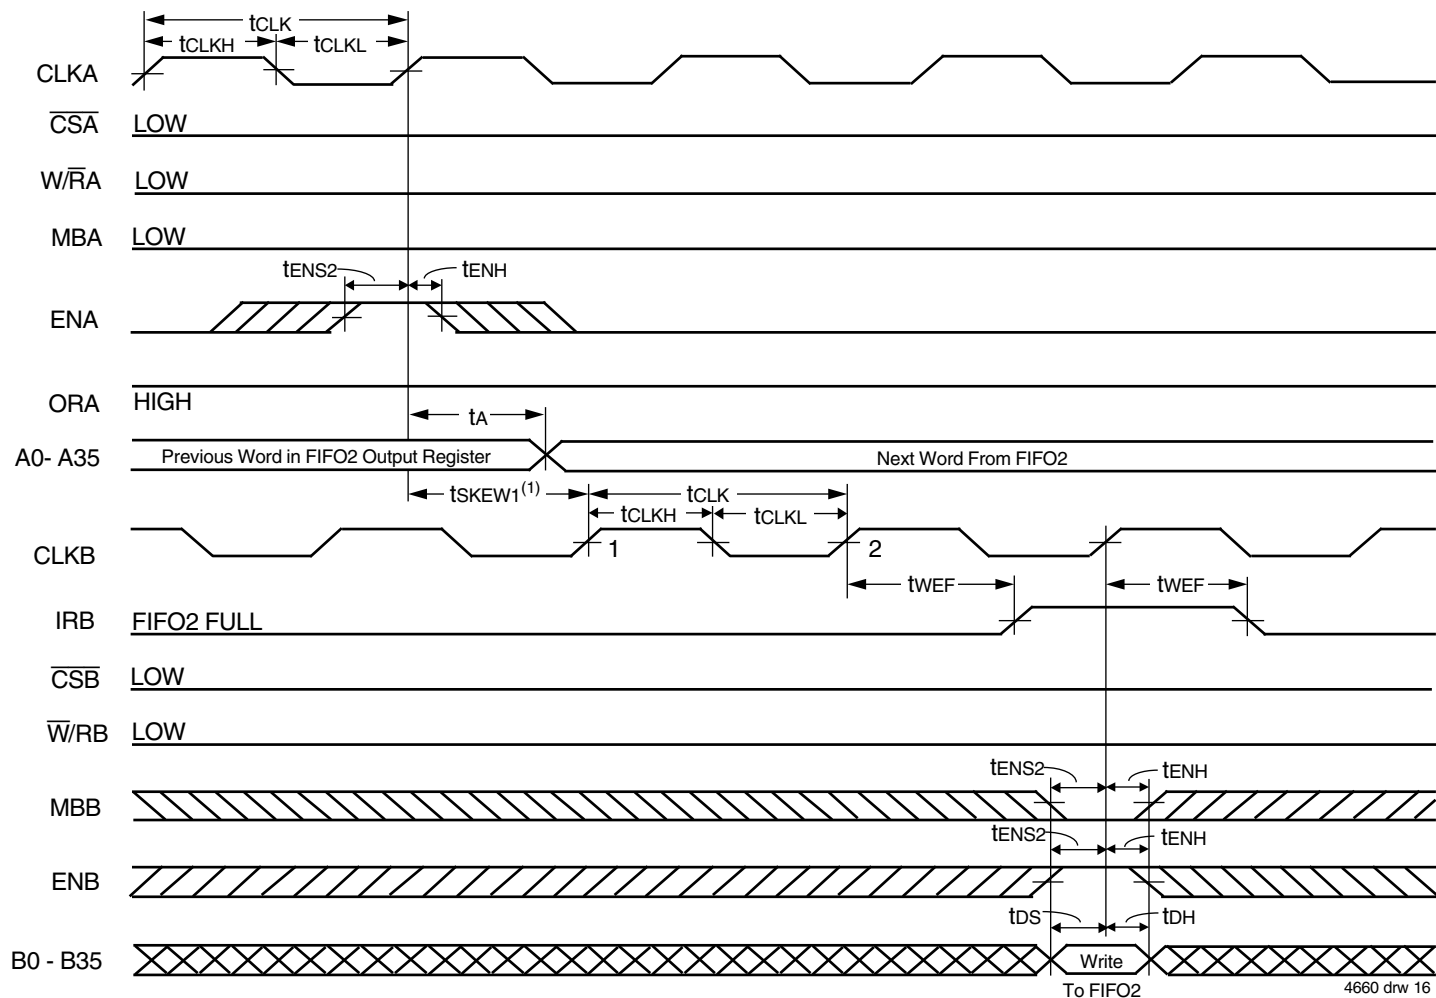 tCLK
tCLKH tCLKL
CLKA
CSA LOW
W/RA LOW
MBA LOW
tENS2 tENH
ENA
ORA HIGH
tA
A0- A35 Previous Word in FIFO2 Output Register Next Word From FIFO2
tSKEW1(1) tCLK
tCLKH tCLKL
CLKB 1 2
tWEF tWEF
IRB FIFO2 FULL
CSB LOW
W/RB LOW
tENS2 tENH
MBB
tENS2 tENH
ENB
tDS tDH
B0 - B35 Write
To FIFO2
4660 drw 16